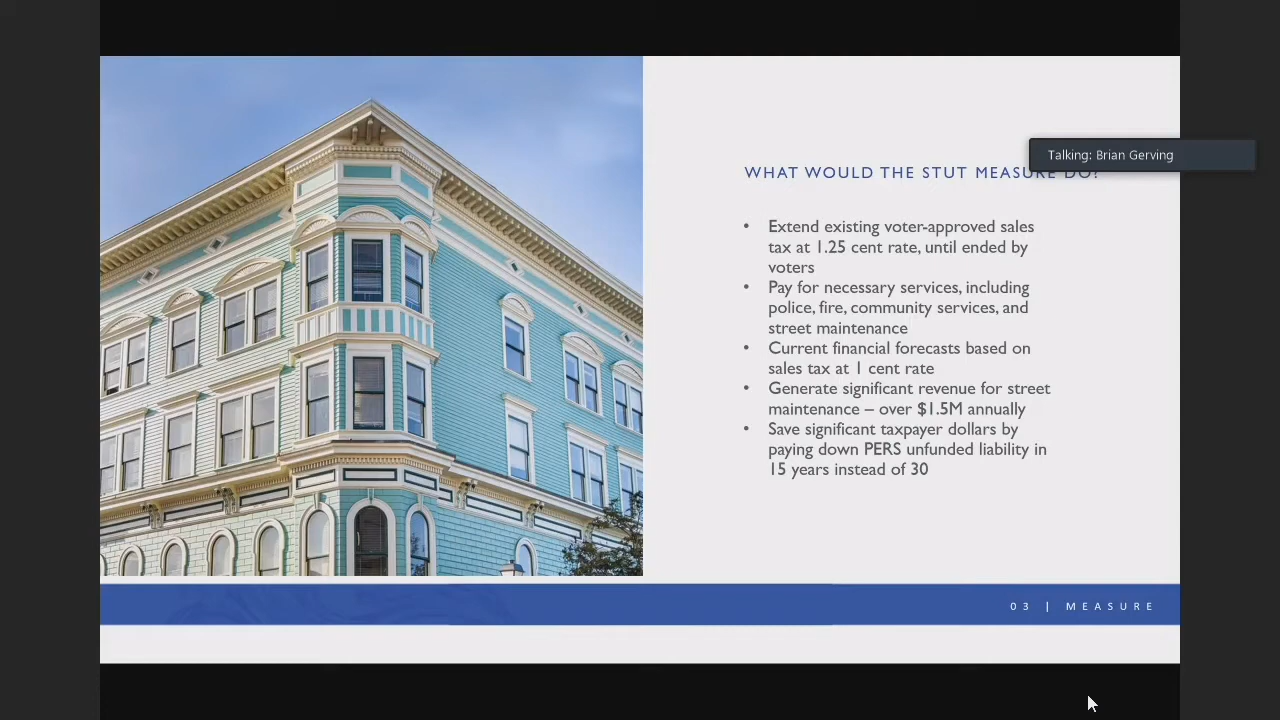 Talking: Brian Gerving
WHAT WOULD THE STUT MEASURE DO?
• Extend existing voter-approved sales
tax at 1.25 cent rate, until ended by
voters
• Pay for necessary services, including
police, fire, community services, and
street maintenance
• Current financial forecasts based on
sales tax at 1 cent rate
• Generate significant revenue for street
maintenance – over $1.5M annually
• Save significant taxpayer dollars by
paying down PERS unfunded liability in
15 years instead of 30
03 | MEASURE